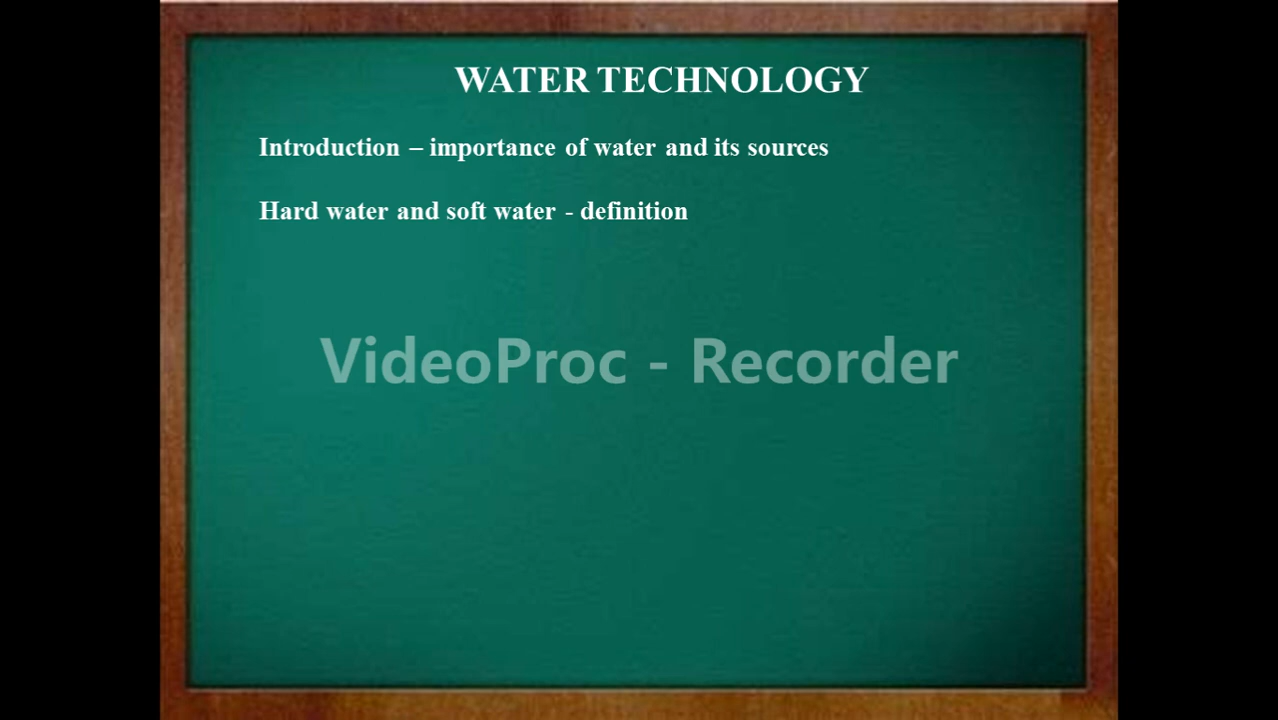 WATER TECHNOLOGY
Introduction – importance of water and its sources
Hard water and soft water - definition
VideoProc - Recorder